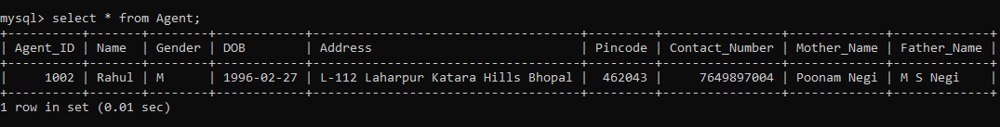 mysql> select * from Agent;
+----------+-------+--------+------------+-------------------------------------+---------+----------------+-------------+-------------+
| Agent_ID | Name | Gender | DOB | Address | Pincode | Contact_Number | Mother_Name | Father_Name |
+----------+-------+--------+------------+-------------------------------------+---------+----------------+-------------+-------------+
| 1002 | Rahul | M | 1996-02-27 | L-112 Laharpur Katara Hills Bhopal | 462043 | 7649897004 | Poonam Negi | M S Negi |
+----------+-------+--------+------------+-------------------------------------+---------+----------------+-------------+-------------+
1 row in set (0.01 sec)